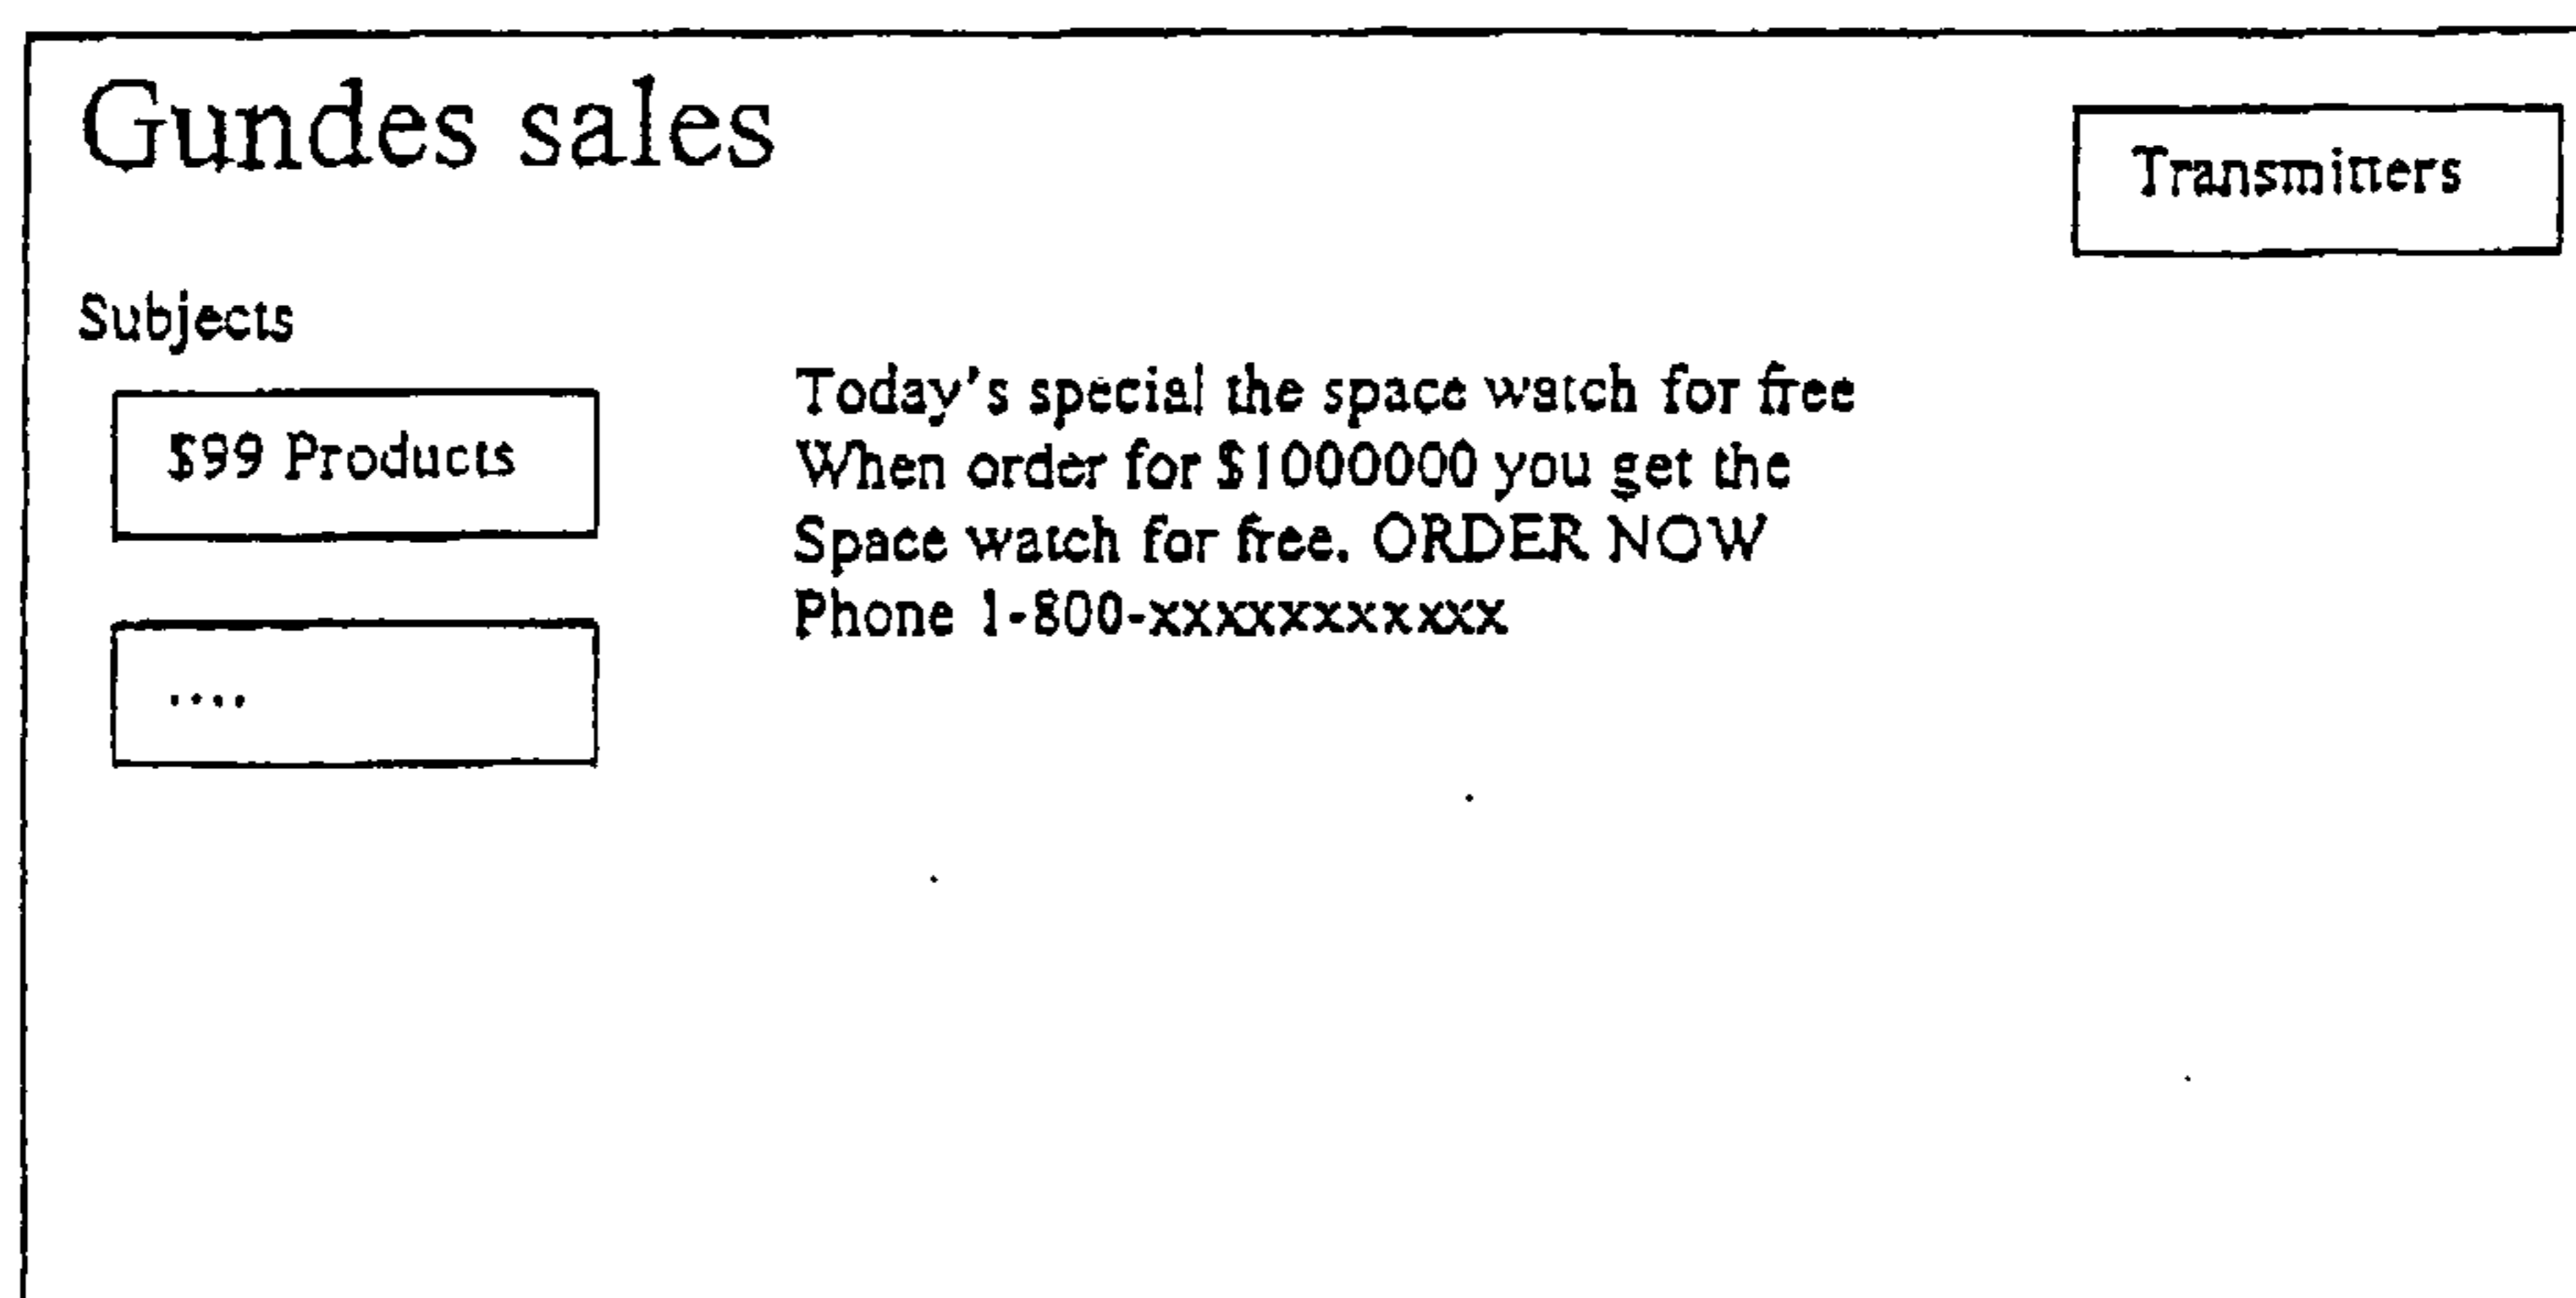 Gundes sales
Transmitters
Subjects
$99 Products
....
Today's special the space watch for free
When order for $1000000 you get the
Space watch for free. ORDER NOW
Phone 1-800-xxxxxxxxxxx